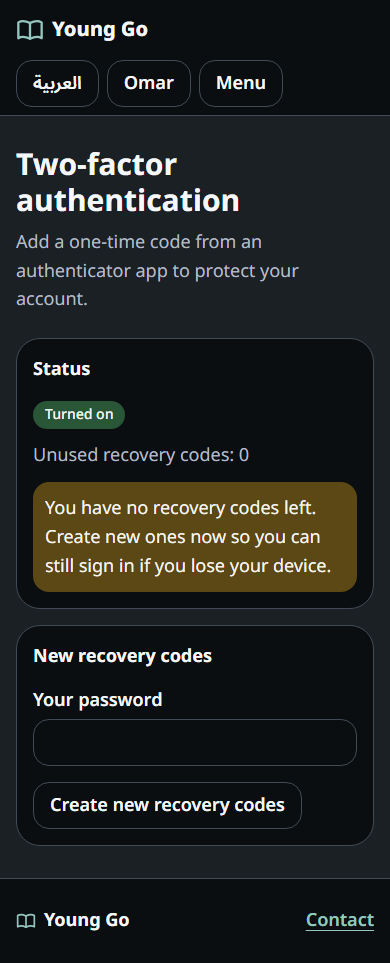 Young Go
العربية
Omar
Menu
Two-factor
authentication
Add a one-time code from an
authenticator app to protect your
account.
Status
Turned on
Unused recovery codes: 0
You have no recovery codes left.
Create new ones now so you can
still sign in if you lose your device.
New recovery codes
Your password
Create new recovery codes
Young Go
Contact